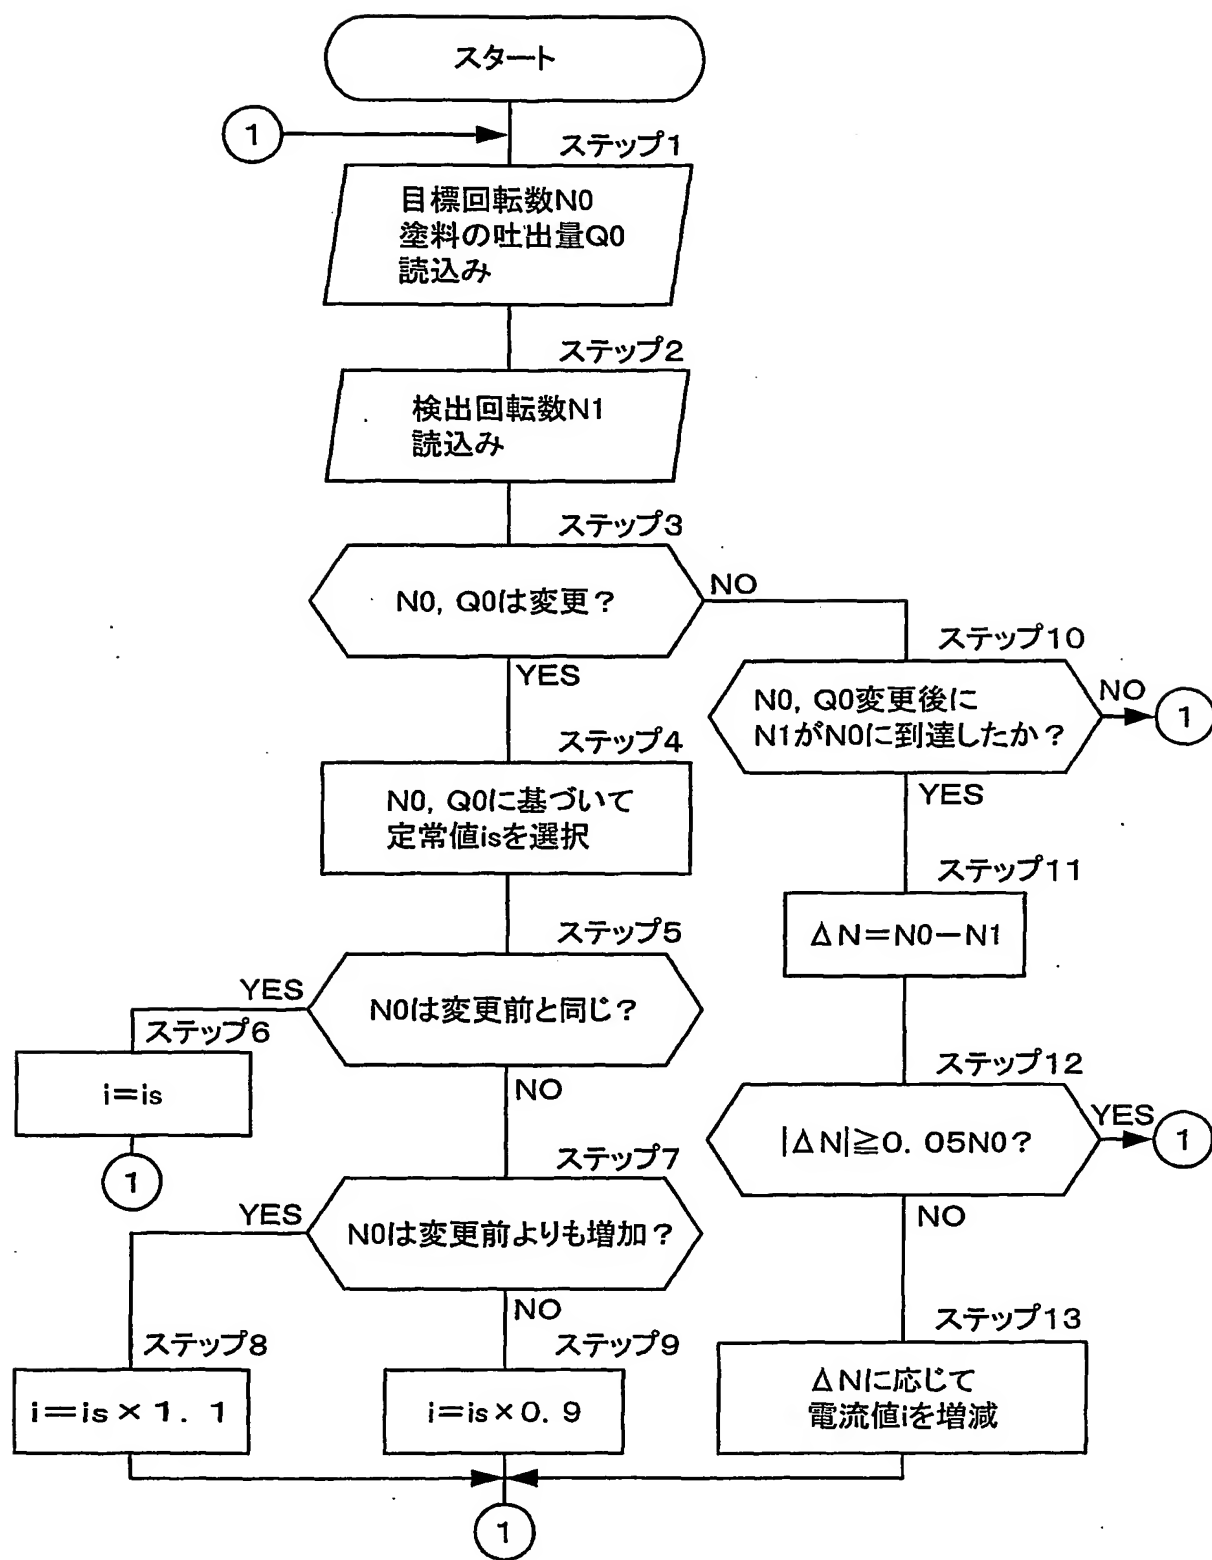 スタート
1
ステップ1
目標回転数N0
塗料の吐出量Q0
読込み
ステップ2
検出回転数N1
読込み
ステップ3
N0, Q0は変更?
NO
YES
ステップ10
N0, Q0変更後に
N1がN0に到達したか?
NO
1
YES
ステップ4
N0, Q0に基づいて
定常値isを選択
ステップ11
ΔN=N0-N1
ステップ5
N0は変更前と同じ?
YES
NO
ステップ6
i=is
1
ステップ12
|ΔN|≧0. 05N0?
YES
1
NO
ステップ7
N0は変更前よりも増加?
YES
NO
ステップ8
i=is×1. 1
ステップ9
i=is×0. 9
ステップ13
ΔNに応じて
電流値iを増減
1